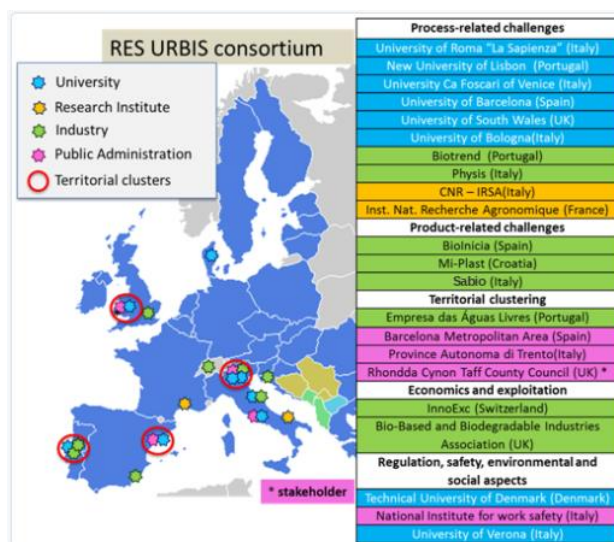 RES URBIS consortium
University
Research Institute
Industry
Public Administration
Territorial clusters
* stakeholder
Process-related challenges
University of Roma “La Sapienza” (Italy)
New University of Lisbon (Portugal)
University Ca Foscari of Venice (Italy)
University of Barcelona (Spain)
University of South Wales (UK)
University of Bologna(Italy)
Biotrend (Portugal)
Physis (Italy)
CNR – IRSA(Italy)
Inst. Nat. Recherche Agronomique (France)
Product-related challenges
BioInicia (Spain)
Mi-Plast (Croatia)
Sabio (Italy)
Territorial clustering
Empresa das Águas Livres (Portugal)
Barcelona Metropolitan Area (Spain)
Province Autonoma di Trento(Italy)
Rhondda Cynon Taff County Council (UK) *
Economics and exploitation
InnoExc (Switzerland)
Bio-Based and Biodegradable Industries
Association (UK)
Regulation, safety, environmental and
social aspects
Technical University of Denmark (Denmark)
National Institute for work safety (Italy)
University of Verona (Italy)